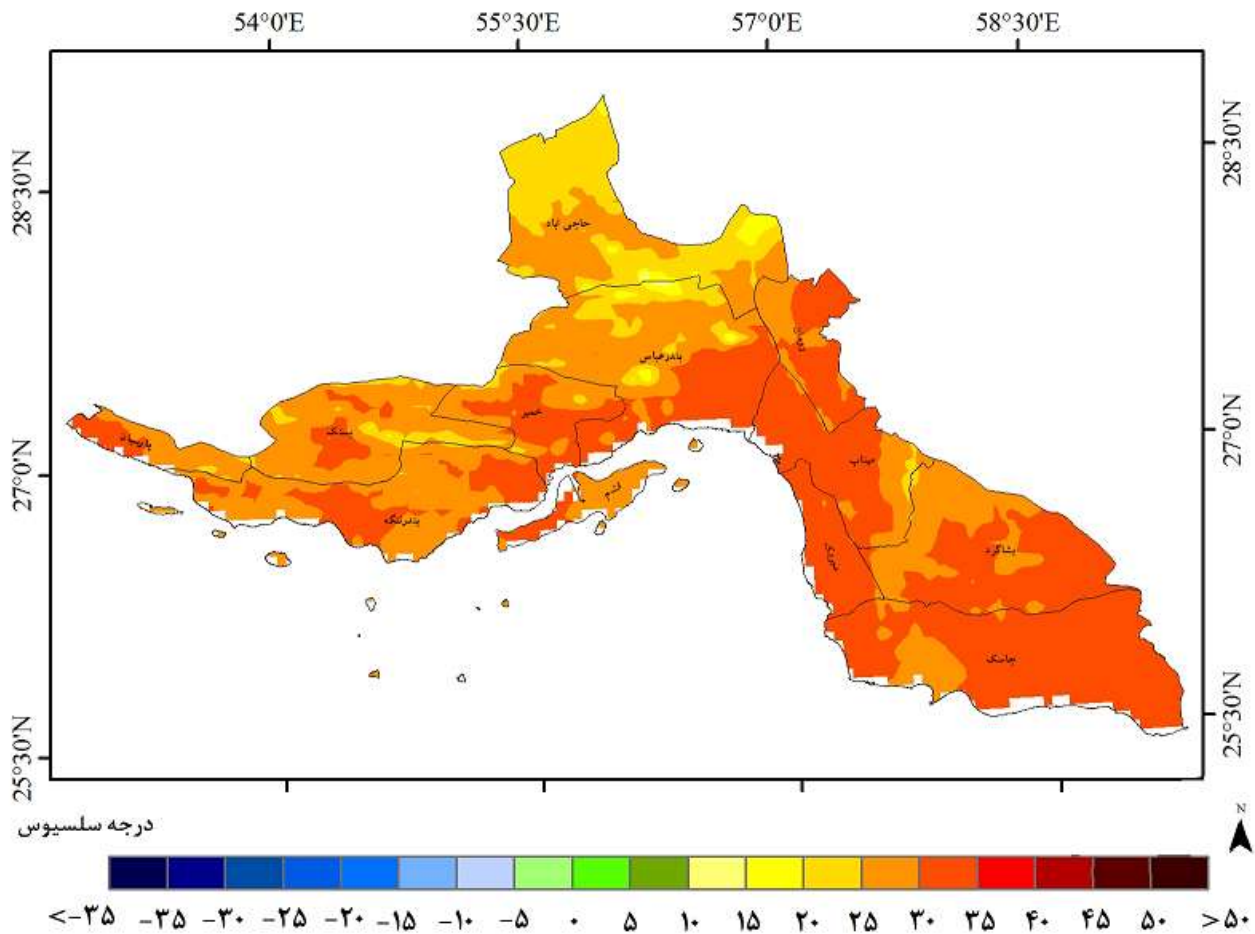 54°0'E 55°30'E 57°0'E 58°30'E
28°30'N 28°30'N
حاجی آباد
رودان
بندرعباس
خمیر
بستک
پارسیان
میناب
27°0'N 27°0'N
قشم
بندرلنگه
بشاگرد
سیریک
جاسک
25°30'N 25°30'N
درجه سلسیوس
N
<-۳۵ -۳۵ -۳۰ -۲۵ -۲۰ -۱۵ -۱۰ -۵ ۰ ۵ ۱۰ ۱۵ ۲۰ ۲۵ ۳۰ ۳۵ ۴۰ ۴۵ ۵۰ >۵۰